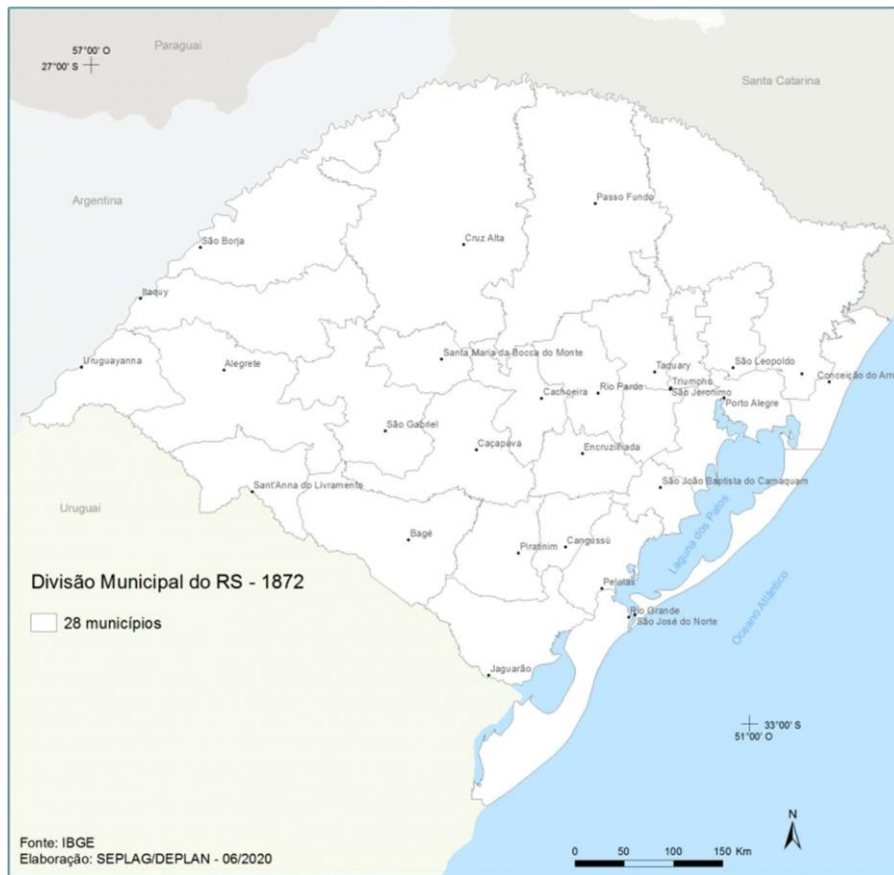 Paraguai
57°00' O
27°00' S
Santa Catarina
Argentina
Passo Fundo
São Borja
Cruz Alta
Itaquy
Uruguayanna
Alegrete
Santa Maria da Bocca do Monte
Taquary
São Leopoldo
Conceição do Arr
Cachoeira
Rio Pardo
Triumpho
São Jeronimo
Porto Alegre
São Gabriel
Caçapava
Encruzilhada
Sant'Anna do Livramente
São João Baptista do Camaquam
Uruguai
Bagé
Piratinim
Cangussú
Laguna dos Patos
Divisão Municipal do RS - 1872
Pelotas
28 municípios
Rio Grande
São José do Norte
Oceano Atlântico
Jaguarão
33°00' S
51°00' O
N
Fonte: IBGE
Elaboração: SEPLAG/DEPLAN - 06/2020
0 50 100 150 Km